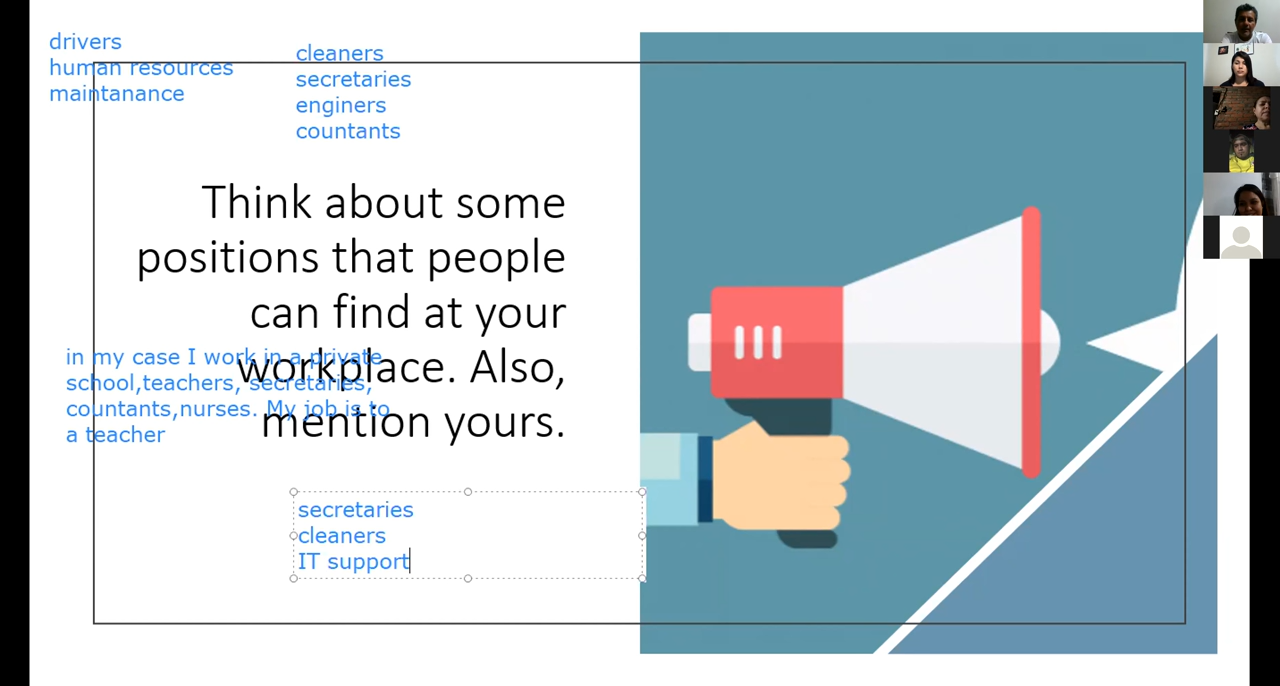 drivers
human resources
maintanance
cleaners
secretaries
enginers
countants
Think about some
positions that people
can find at your
workplace. Also,
mention yours.
in my case I work in a private
school,teachers, secretaries,
countants,nurses. My job is to
a teacher
secretaries
cleaners
IT support